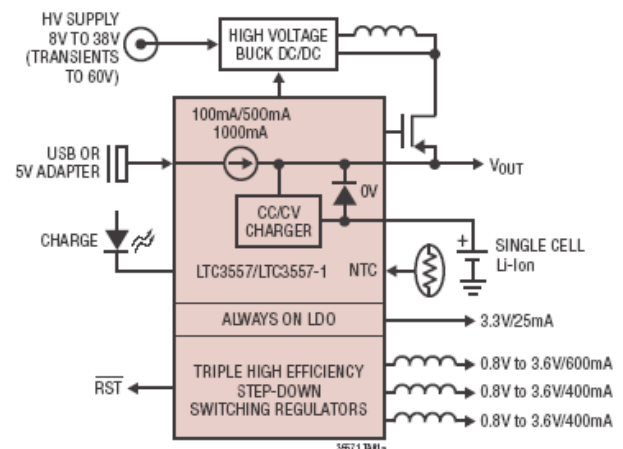 HV SUPPLY
8V TO 38V
(TRANSIENTS
TO 60V)
HIGH VOLTAGE
BUCK DC/DC
100mA/500mA
1000mA
USB OR
5V ADAPTER
VOUT
0V
CC/CV
CHARGER
CHARGE
LTC3557/LTC3557-1
NTC
+
SINGLE CELL
Li-Ion
ALWAYS ON LDO
3.3V/25mA
TRIPLE HIGH EFFICIENCY
STEP-DOWN
SWITCHING REGULATORS
RST
0.8V to 3.6V/600mA
0.8V to 3.6V/400mA
0.8V to 3.6V/400mA